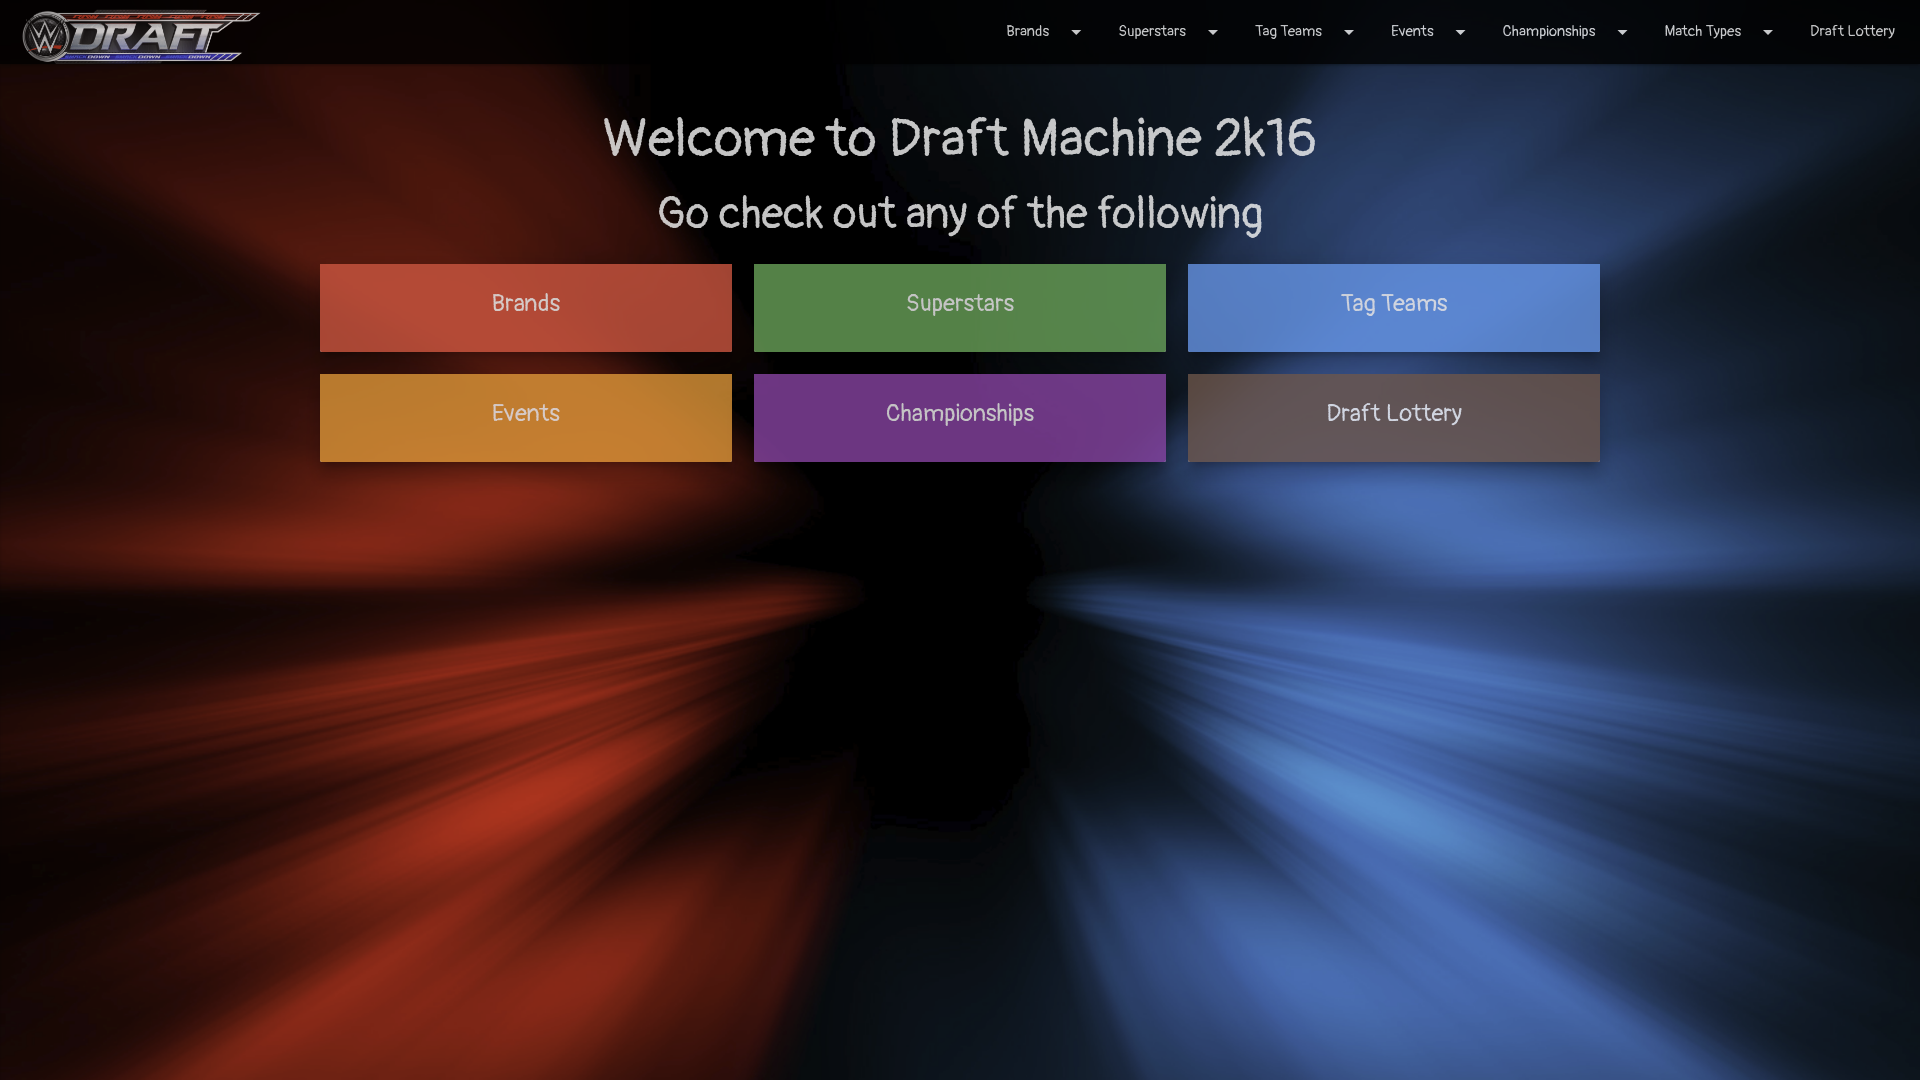 DRAFT
Brands
Superstars
Tag Teams
Events
Championships
Match Types
Draft Lottery
Welcome to Draft Machine 2k16
Go check out any of the following
Brands
Superstars
Tag Teams
Events
Championships
Draft Lottery